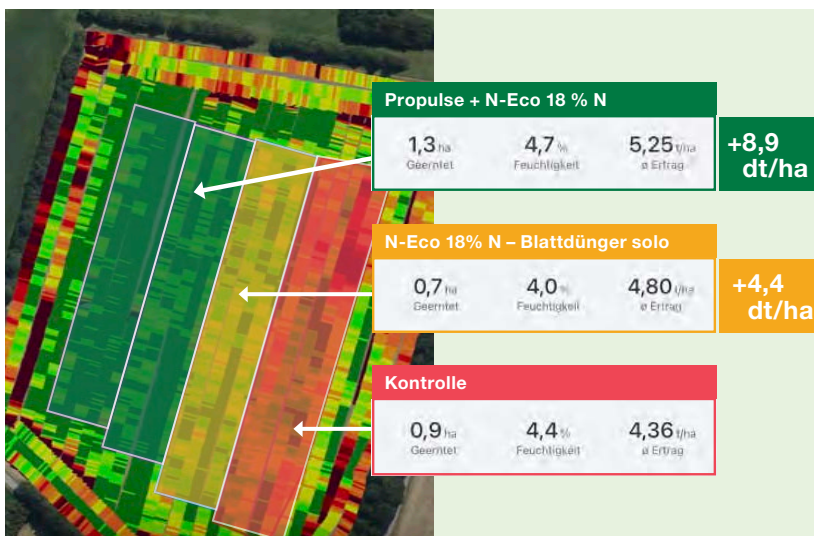 Propulse + N-Eco 18 % N
1,3 ha 4,7 % 5,25 t/ha
Geerntet Feuchtigkeit ø Ertrag
+8,9
dt/ha
N-Eco 18% N – Blattdünger solo
0,7 ha 4,0 % 4,80 t/ha
Geerntet Feuchtigkeit ø Ertrag
+4,4
dt/ha
Kontrolle
0,9 ha 4,4 % 4,36 t/ha
Geerntet Feuchtigkeit ø Ertrag